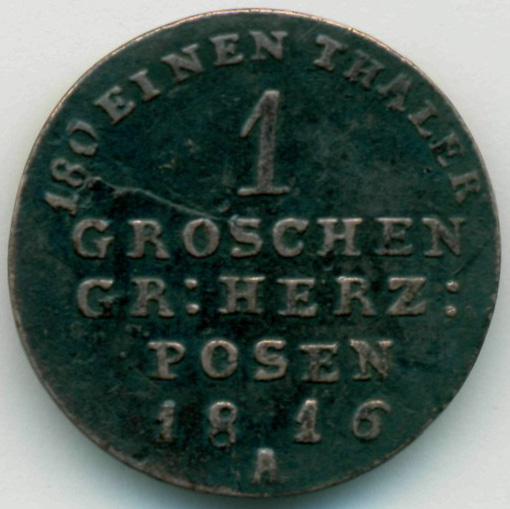 180 EINEN THALER
1
GROSCHEN
GR: HERZ:
POSEN
1816
A